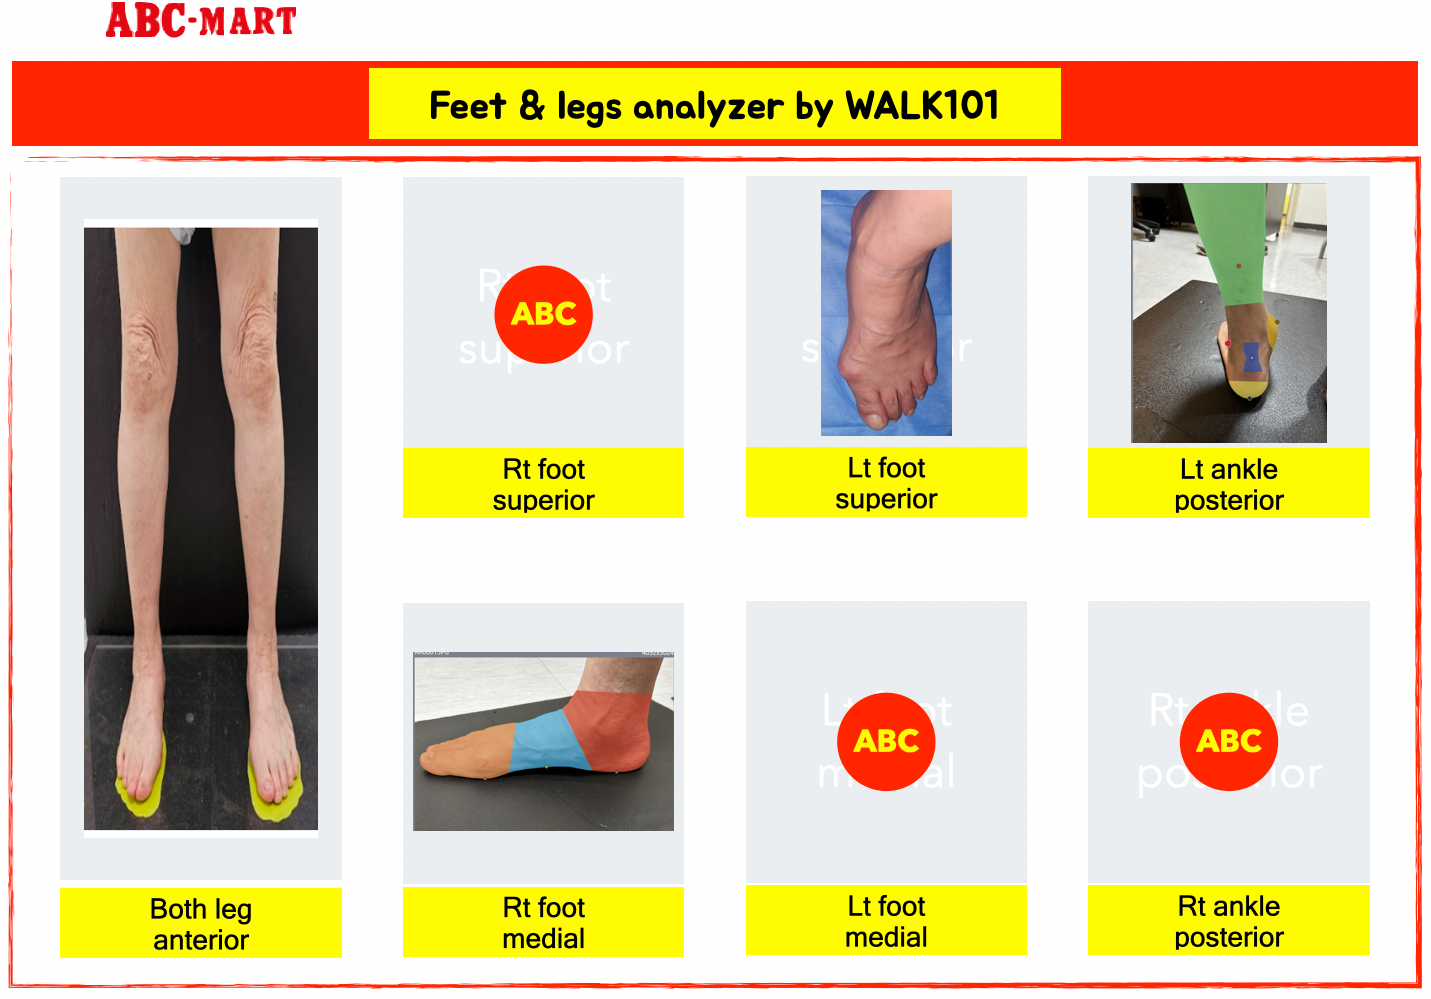 ABC-MART
Feet & legs analyzer by WALK101
ABC
Rt foot
superior
Lt foot
superior
Lt ankle
posterior
ABC
ABC
Both leg
anterior
Rt foot
medial
Lt foot
medial
Rt ankle
posterior